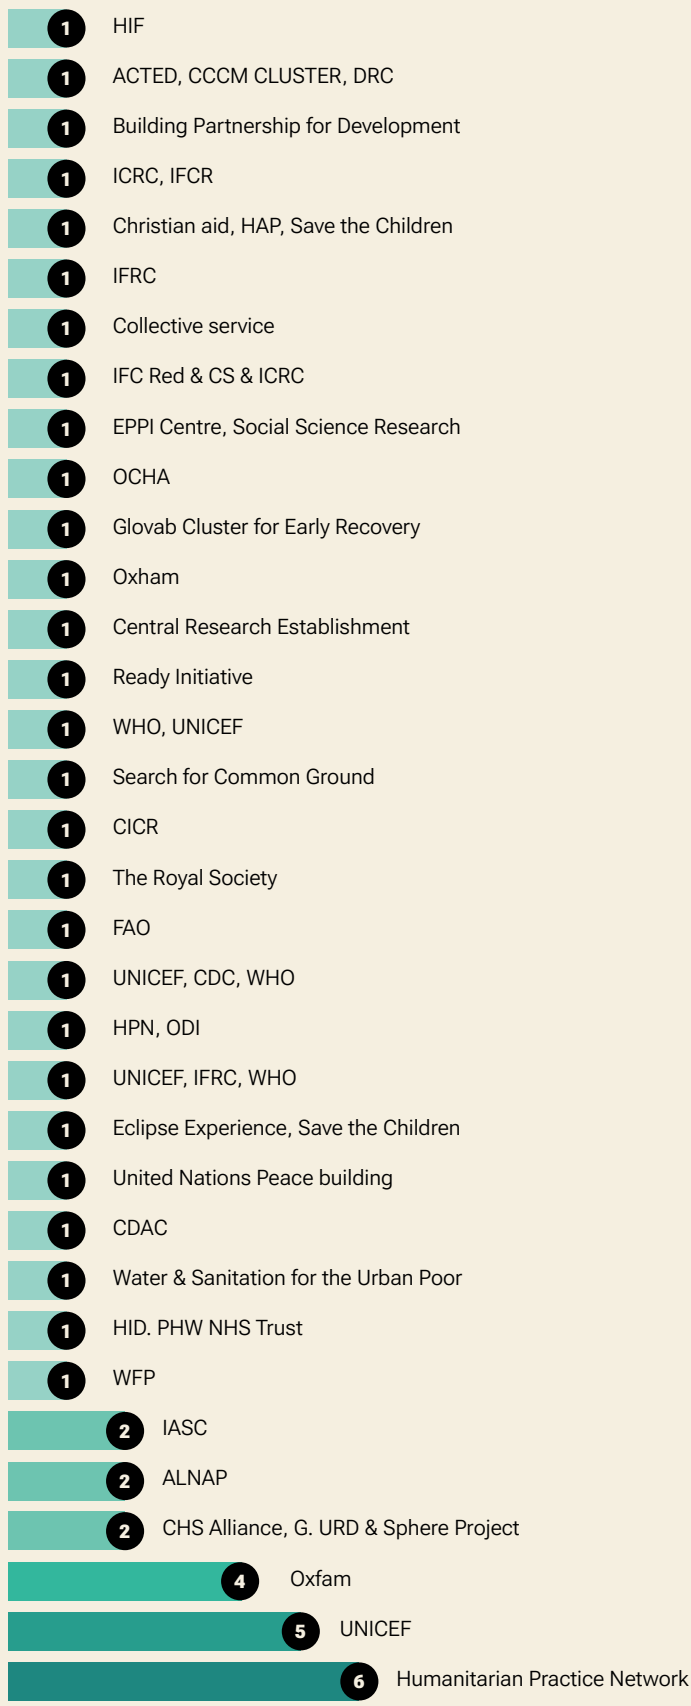 1 HIF
1 ACTED, CCCM CLUSTER, DRC
1 Building Partnership for Development
1 ICRC, IFCR
1 Christian aid, HAP, Save the Children
1 IFRC
1 Collective service
1 IFC Red & CS & ICRC
1 EPPI Centre, Social Science Research
1 OCHA
1 Glovab Cluster for Early Recovery
1 Oxham
1 Central Research Establishment
1 Ready Initiative
1 WHO, UNICEF
1 Search for Common Ground
1 CICR
1 The Royal Society
1 FAO
1 UNICEF, CDC, WHO
1 HPN, ODI
1 UNICEF, IFRC, WHO
1 Eclipse Experience, Save the Children
1 United Nations Peace building
1 CDAC
1 Water & Sanitation for the Urban Poor
1 HID. PHW NHS Trust
1 WFP
2 IASC
2 ALNAP
2 CHS Alliance, G. URD & Sphere Project
4 Oxfam
5 UNICEF
6 Humanitarian Practice Network